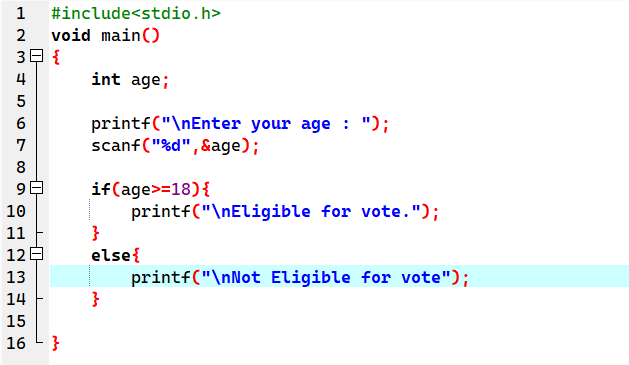 1 #include<stdio.h>
2 void main()
3 {
4     int age;
5
6     printf("\nEnter your age : ");
7     scanf("%d",&age);
8
9     if(age>=18){
10         printf("\nEligible for vote.");
11     }
12     else{
13         printf("\nNot Eligible for vote");
14     }
15
16 }